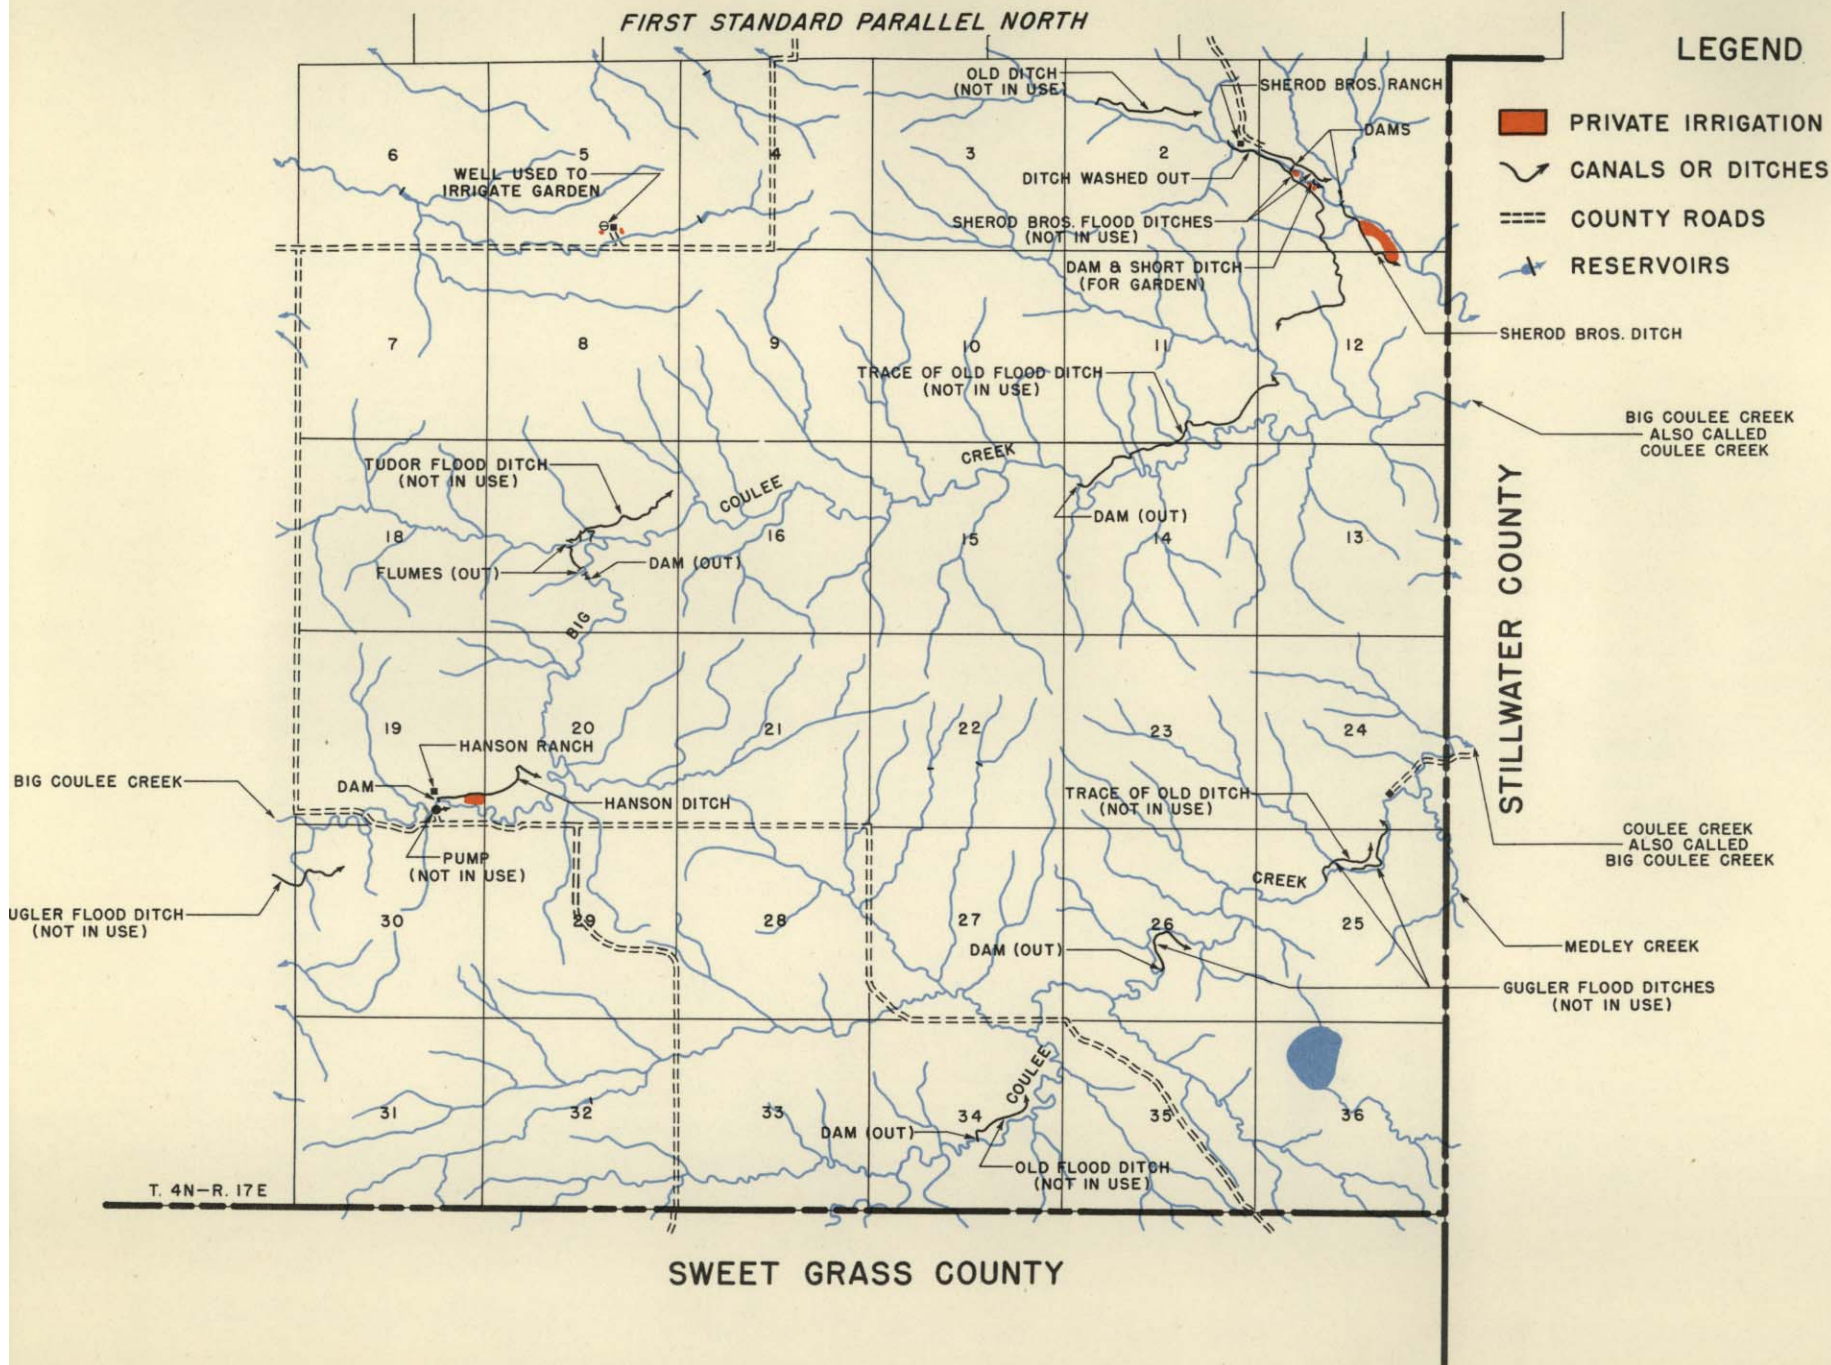 FIRST STANDARD PARALLEL NORTH
LEGEND
PRIVATE IRRIGATION
CANALS OR DITCHES
COUNTY ROADS
RESERVOIRS
OLD DITCH
(NOT IN USE)
SHEROD BROS. RANCH
DAMS
6
5
4
3
2
WELL USED TO
IRRIGATE GARDEN
DITCH WASHED OUT
SHEROD BROS. FLOOD DITCHES
(NOT IN USE)
DAM & SHORT DITCH
(FOR GARDEN)
SHEROD BROS. DITCH
7
8
9
10
11
12
TRACE OF OLD FLOOD DITCH
(NOT IN USE)
BIG COULEE CREEK
ALSO CALLED
COULEE CREEK
TUDOR FLOOD DITCH
(NOT IN USE)
BIG
COULEE
CREEK
DAM (OUT)
18
17
16
15
14
13
FLUMES (OUT)
DAM (OUT)
STILLWATER COUNTY
19
20
21
22
23
24
HANSON RANCH
BIG COULEE CREEK
DAM
HANSON DITCH
TRACE OF OLD DITCH
(NOT IN USE)
COULEE CREEK
ALSO CALLED
BIG COULEE CREEK
PUMP
(NOT IN USE)
CREEK
UGLER FLOOD DITCH
(NOT IN USE)
30
29
28
27
26
25
DAM (OUT)
MEDLEY CREEK
GUGLER FLOOD DITCHES
(NOT IN USE)
COULEE
31
32
33
34
35
36
DAM (OUT)
OLD FLOOD DITCH
(NOT IN USE)
T. 4N–R. 17E
SWEET GRASS COUNTY